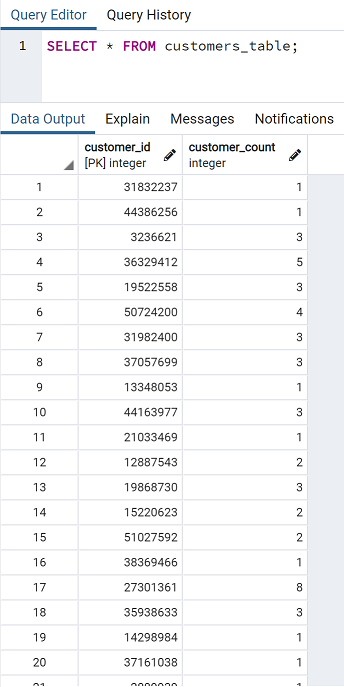 Query Editor Query History
1 SELECT * FROM customers_table;
Data Output Explain Messages Notifications
customer_id customer_count
[PK] integer integer
1 31832237 1
2 44386256 1
3 3236621 3
4 36329412 5
5 19522558 3
6 50724200 4
7 31982400 3
8 37057699 3
9 13348053 1
10 44163977 3
11 21033469 1
12 12887543 2
13 19868730 3
14 15220623 2
15 51027592 2
16 38369466 1
17 27301361 8
18 35938633 3
19 14298984 1
20 37161038 1